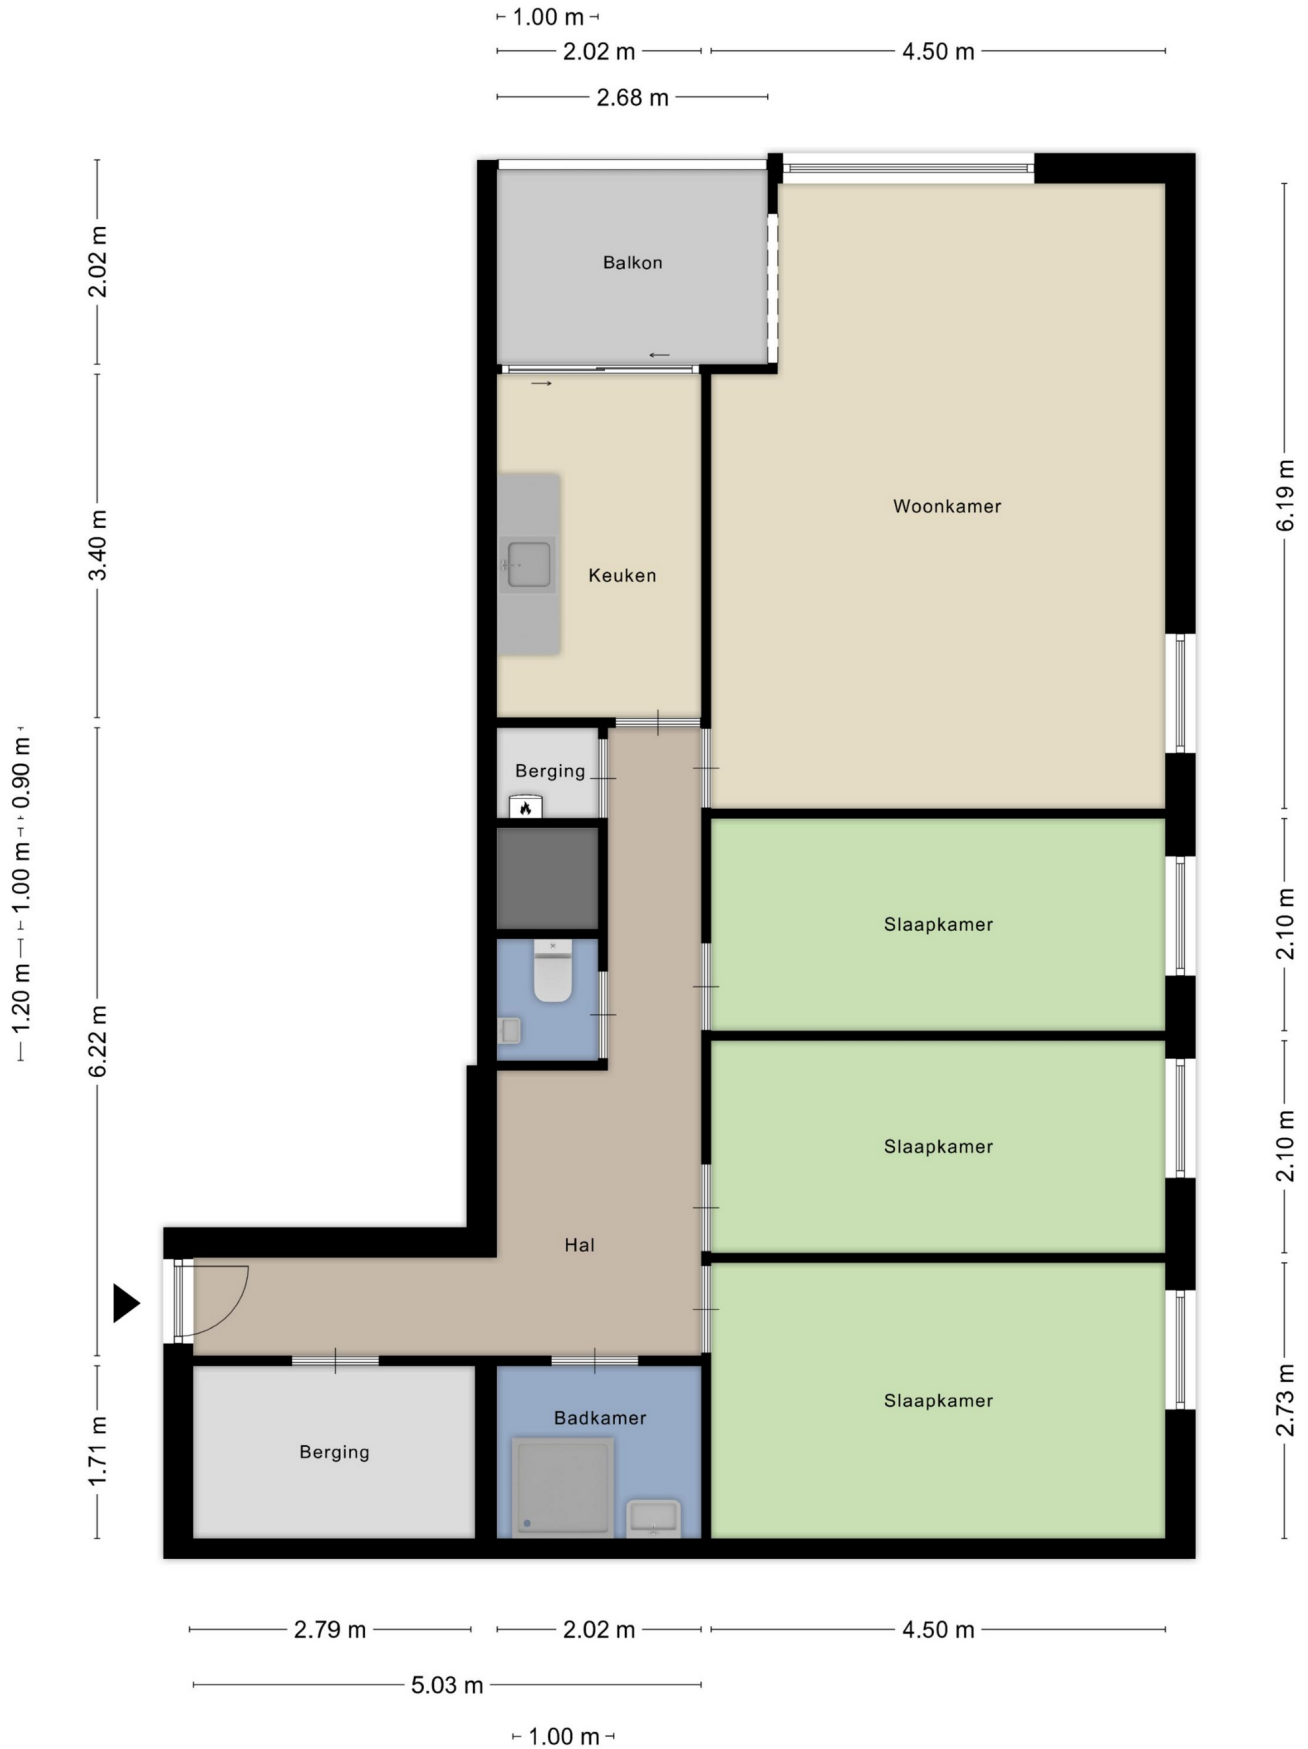 1.00 m
2.02 m
4.50 m
2.68 m
2.02 m
Balkon
3.40 m
6.19 m
Woonkamer
Keuken
0.90 m
1.00 m
1.20 m
Berging
6.22 m
Slaapkamer
2.10 m
Slaapkamer
2.10 m
Hal
Slaapkamer
2.73 m
Badkamer
Berging
1.71 m
2.79 m
2.02 m
4.50 m
5.03 m
1.00 m